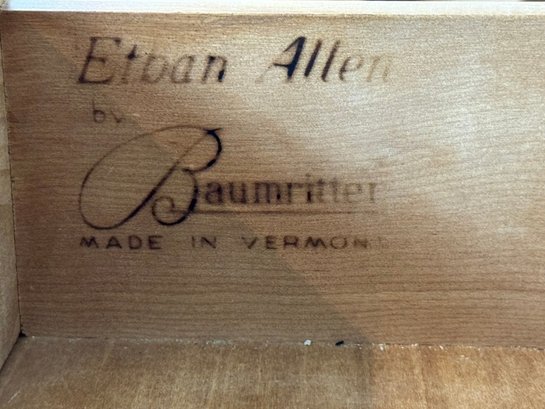 Ethan Allen
by
Baumritter
MADE IN VERMONT